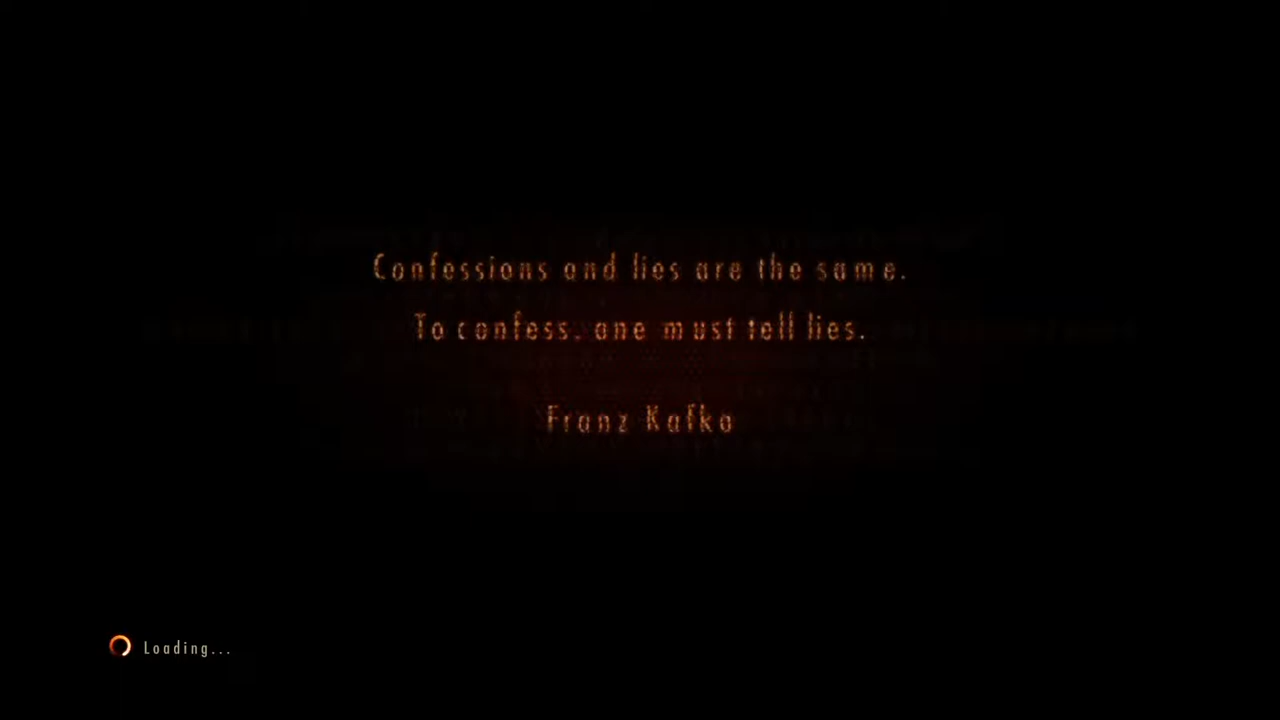 Confessions and lies are the same.
To confess, one must tell lies.
Franz Kafka
Loading...